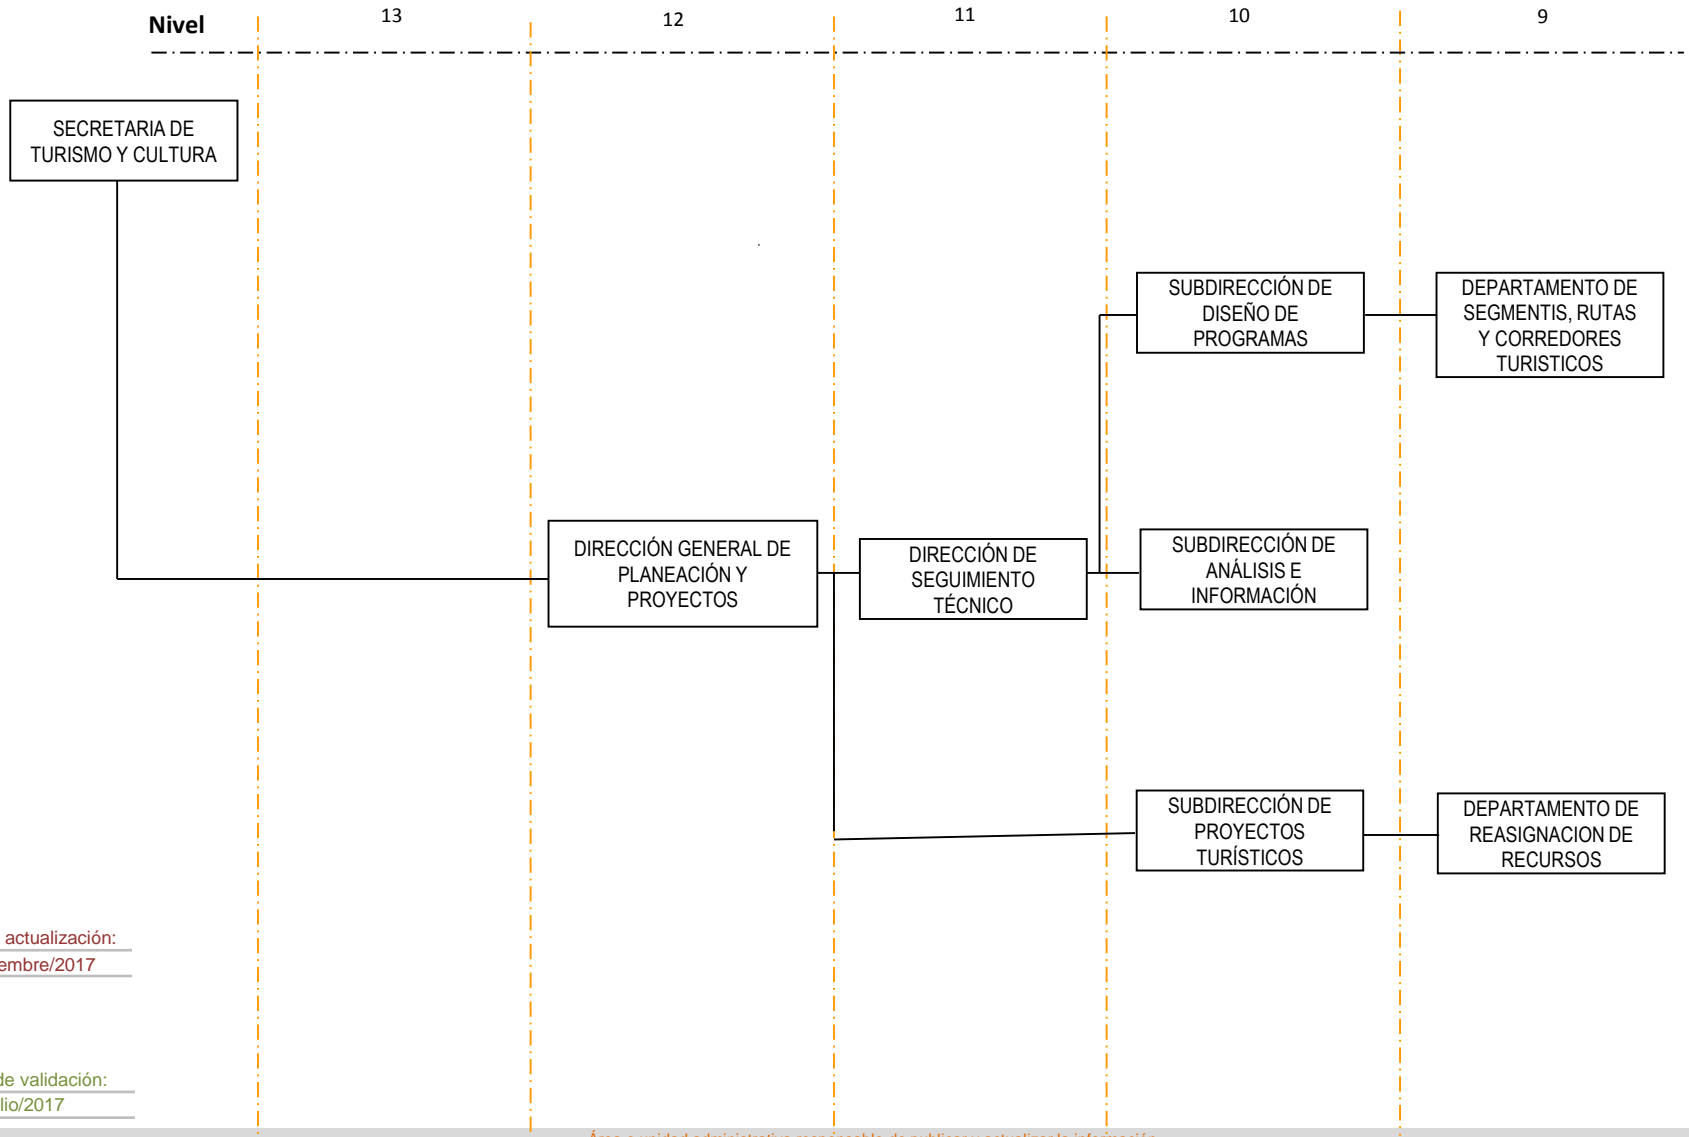 Nivel
13
12
11
10
9
SECRETARIA DE
TURISMO Y CULTURA
SUBDIRECCIÓN DE
DISEÑO DE
PROGRAMAS
DEPARTAMENTO DE
SEGMENTIS, RUTAS
Y CORREDORES
TURISTICOS
DIRECCIÓN GENERAL DE
PLANEACIÓN Y
PROYECTOS
DIRECCIÓN DE
SEGUIMIENTO
TÉCNICO
SUBDIRECCIÓN DE
ANÁLISIS E
INFORMACIÓN
SUBDIRECCIÓN DE
PROYECTOS
TURÍSTICOS
DEPARTAMENTO DE
REASIGNACION DE
RECURSOS
actualización:
embre/2017
de validación:
lio/2017